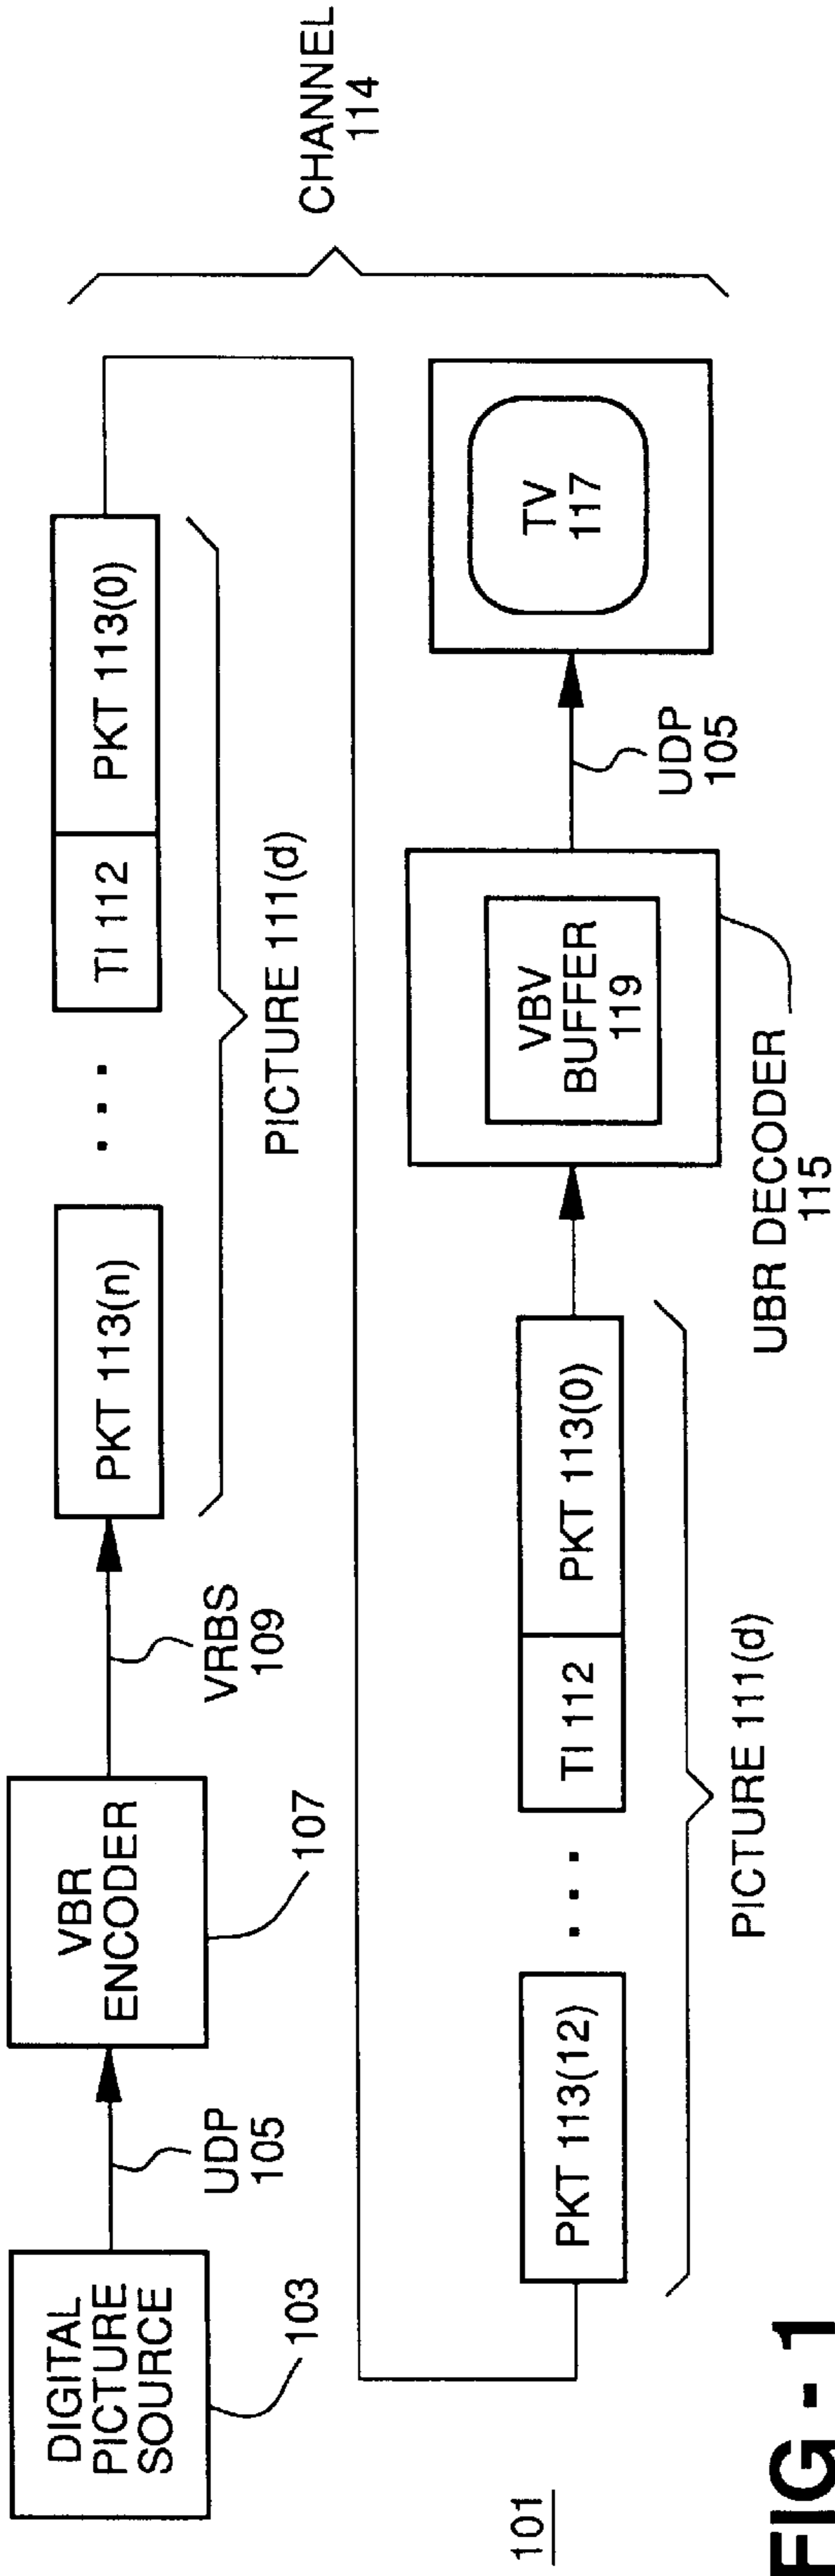 DIGITAL
PICTURE
SOURCE
103
UDP
105
VBR
ENCODER
107
VRBS
109
PKT 113(n)
. . .
TI 112
PKT 113(0)
PICTURE 111(d)
CHANNEL
114
PKT 113(12)
. . .
TI 112
PKT 113(0)
PICTURE 111(d)
VBV
BUFFER
119
UBR DECODER
115
UDP
105
TV
117
101
FIG - 1